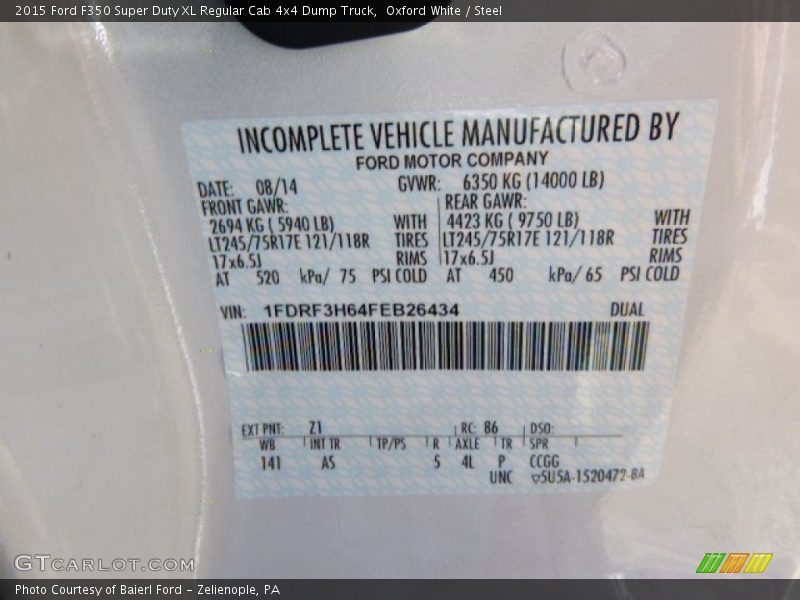 2015 Ford F350 Super Duty XL Regular Cab 4x4 Dump Truck,  Oxford White / Steel
INCOMPLETE VEHICLE MANUFACTURED BY
FORD MOTOR COMPANY
DATE: 08/14 GVWR: 6350 KG (14000 LB)
FRONT GAWR: REAR GAWR:
2694 KG ( 5940 LB) WITH 4423 KG ( 9750 LB) WITH
LT245/75R17E 121/118R TIRES LT245/75R17E 121/118R TIRES
17x6.5J RIMS 17x6.5J RIMS
AT 520 kPa/ 75 PSI COLD AT 450 kPa/ 65 PSI COLD
VIN: 1FDRF3H64FEB26434 DUAL
EXT PNT: Z1 RC: 86 DSO:
WB INT TR TP/PS R AXLE TR SPR
141 AS 5 4L P CCGG
UNC ▽5U5A-1520472-BA
GTCARLOT.COM
Photo Courtesy of Baierl Ford - Zelienople, PA